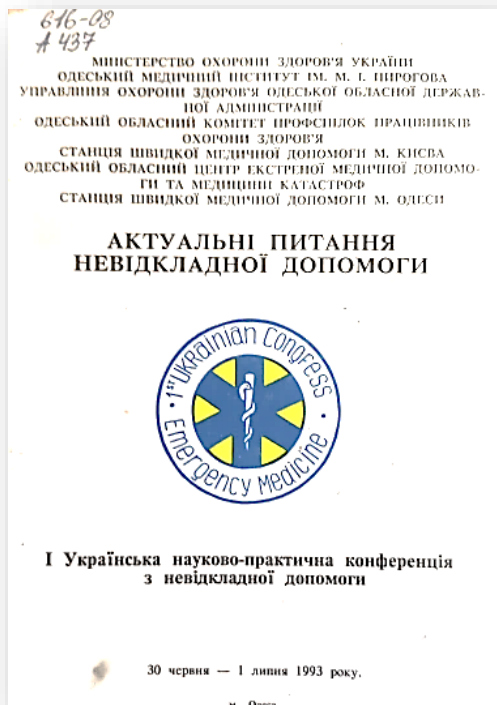 616-08
А 437
МИНСТЕРСТВО ОХОРОНИ ЗДОРОВ'Я УКРАЇНИ
ОДЕСЬКИЙ МЕДИЧНИЙ ІНСТИТУТ ІМ. М. І. ПИРОГОВА
УПРАВЛІННЯ ОХОРОНИ ЗДОРОВ'Я ОДЕСЬКОЇ ОБЛАСНОЇ ДЕРЖАВ-
НОЇ АДМІНІСТРАЦІЇ
ОДЕСЬКИЙ ОБЛАСНИЙ КОМІТЕТ ПРОФСПІЛОК ПРАЦІВНИКІВ
ОХОРОНИ ЗДОРОВ'Я
СТАНЦІЯ ШВИДКОЇ МЕДИЧНОЇ ДОПОМОГИ М. КИЄВА
ОДЕСЬКИЙ ОБЛАСНИЙ ЦЕНТР ЕКСТРЕНОЇ МЕДИЧНОЇ ДОПОМО-
ГИ ТА МЕДИЦИНИ КАТАСТРОФ
СТАНЦІЯ ШВИДКОЇ МЕДИЧНОЇ ДОПОМОГИ М. ОДЕСИ
АКТУАЛЬНІ ПИТАННЯ
НЕВІДКЛАДНОЇ ДОПОМОГИ
1st Ukrainian Congress
Emergency Medicine
I Українська науково-практична конференція
з невідкладної допомоги
30 червня — 1 липня 1993 року.
м. Одеса